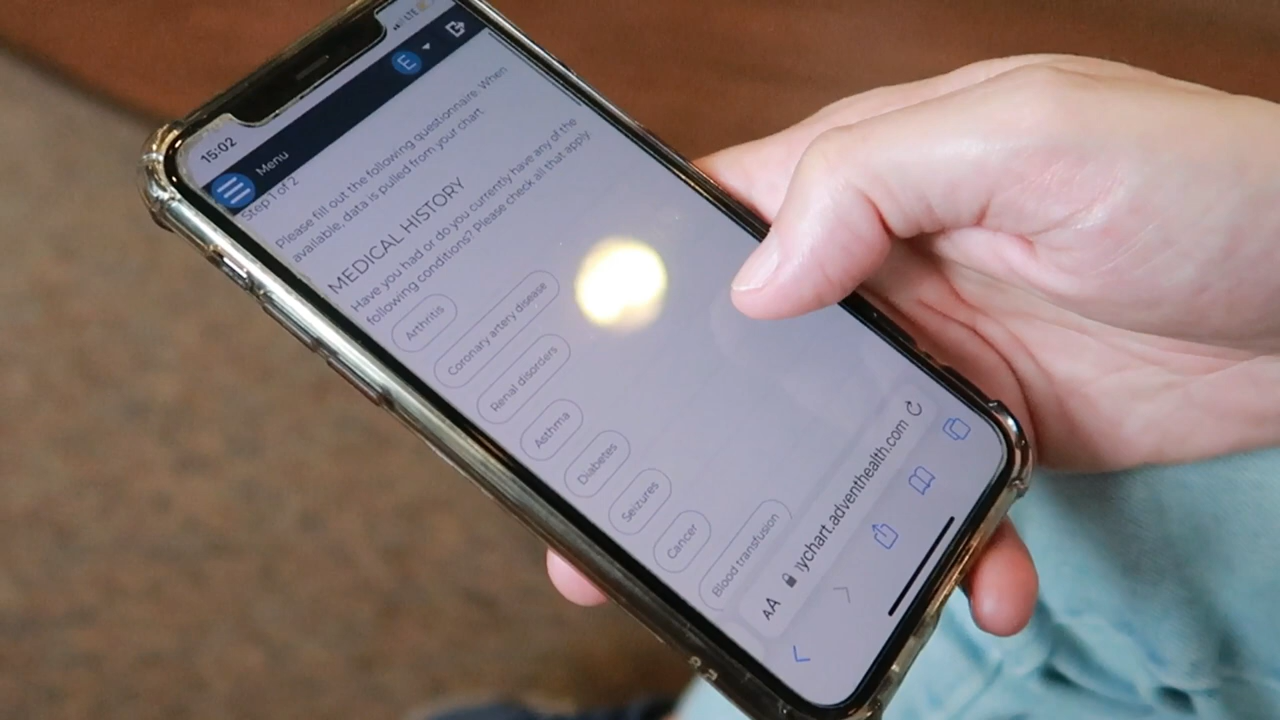 15:02
LTE
Menu
E
Step 1 of 2
Please fill out the following questionnaire. When
available, data is pulled from your chart.
MEDICAL HISTORY
Have you had or do you currently have any of the
following conditions? Please check all that apply
Arthritis
Coronary artery disease
Renal disorders
Asthma
Diabetes
Seizures
Cancer
Blood transfusion
AA
ychart.adventhealth.com